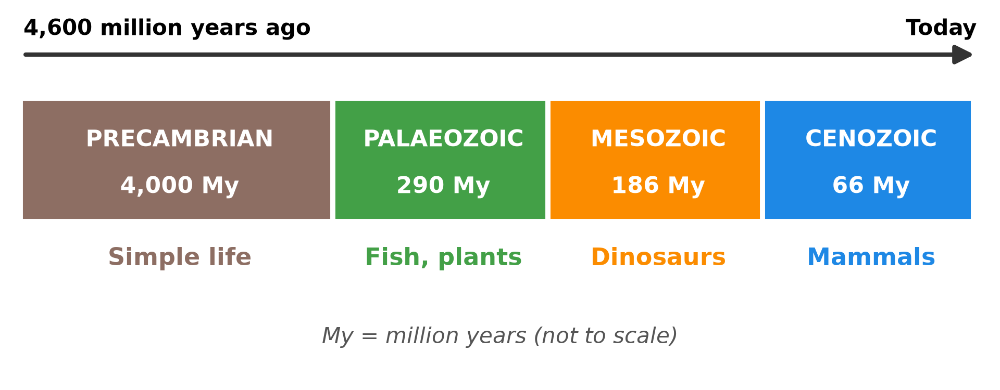 4,600 million years ago
Today
PRECAMBRIAN
4,000 My
PALAEOZOIC
290 My
MESOZOIC
186 My
CENOZOIC
66 My
Simple life
Fish, plants
Dinosaurs
Mammals
My = million years (not to scale)